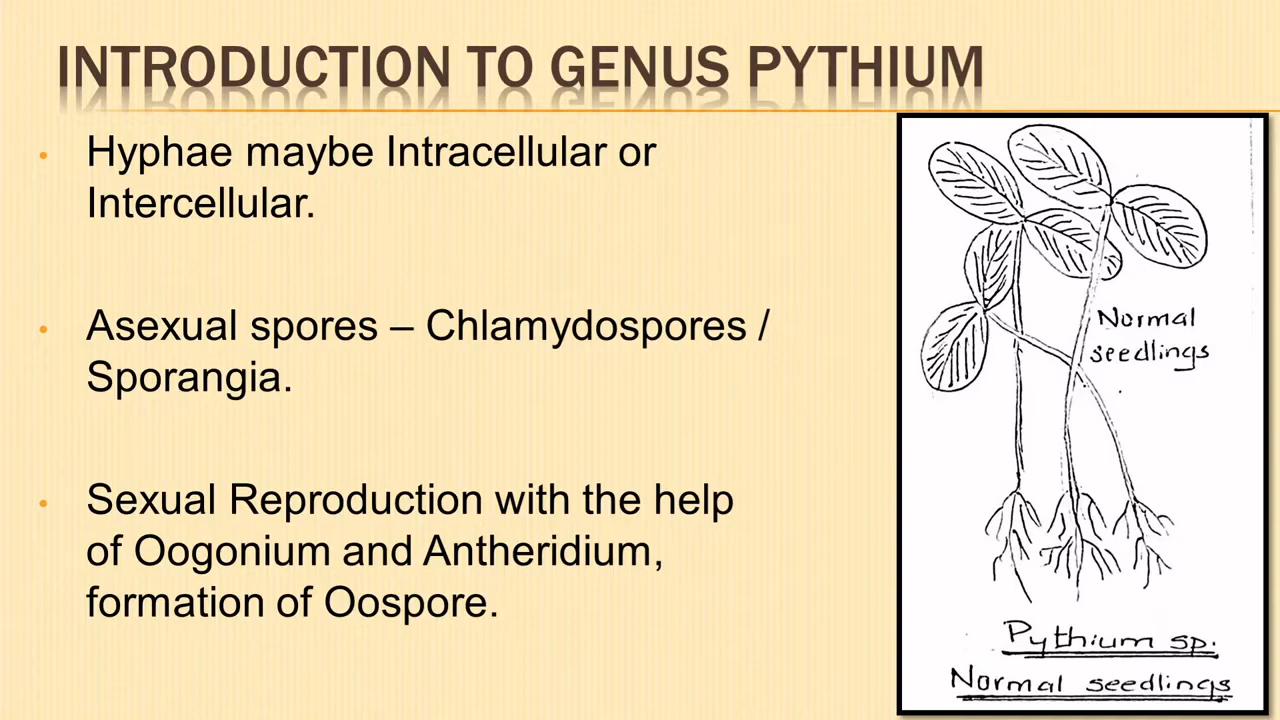 INTRODUCTION TO GENUS PYTHIUM
• Hyphae maybe Intracellular or
Intercellular.
• Asexual spores – Chlamydospores /
Sporangia.
• Sexual Reproduction with the help
of Oogonium and Antheridium,
formation of Oospore.
Normal
seedlings
Pythium sp.
Normal seedlings